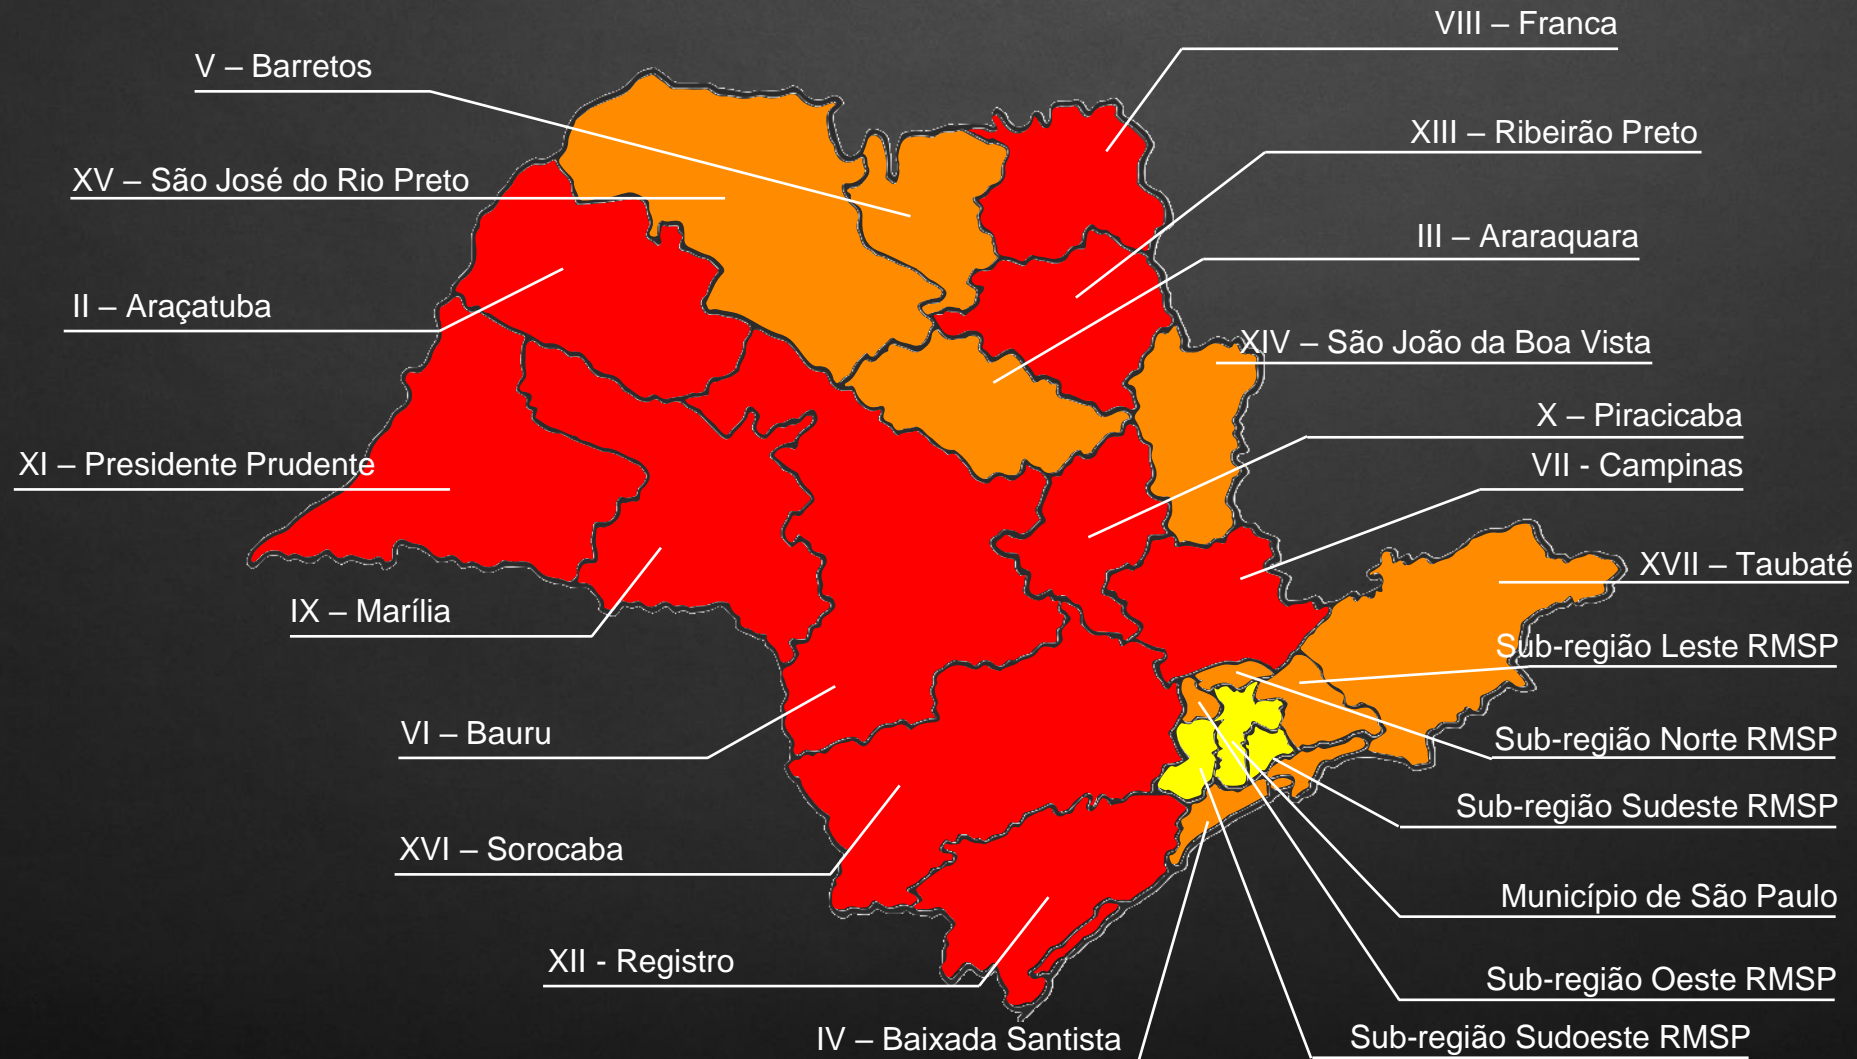 VIII – Franca
V – Barretos
XIII – Ribeirão Preto
XV – São José do Rio Preto
III – Araraquara
II – Araçatuba
XIV – São João da Boa Vista
X – Piracicaba
XI – Presidente Prudente
VII - Campinas
XVII – Taubaté
IX – Marília
Sub-região Leste RMSP
VI – Bauru
Sub-região Norte RMSP
Sub-região Sudeste RMSP
XVI – Sorocaba
Município de São Paulo
XII - Registro
Sub-região Oeste RMSP
IV – Baixada Santista
Sub-região Sudoeste RMSP